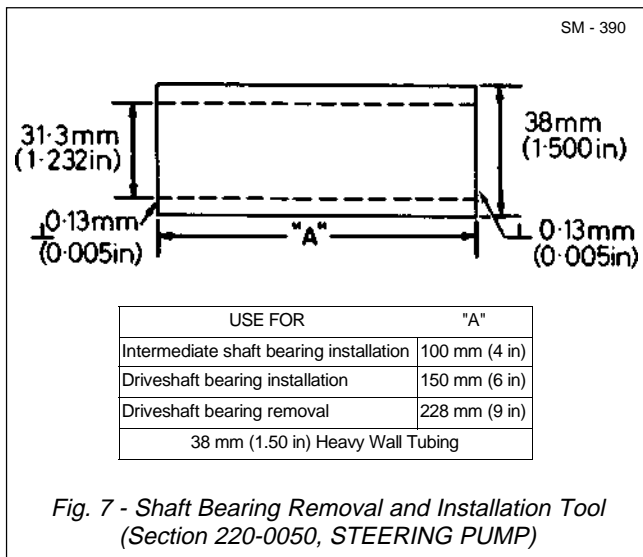 SM - 390
31·3mm
(1·232in)
38mm
(1·500in)
0·13mm
(0·005in)
"A"
0·13mm
(0·005in)
USE FOR "A"
Intermediate shaft bearing installation 100 mm (4 in)
Driveshaft bearing installation 150 mm (6 in)
Driveshaft bearing removal 228 mm (9 in)
38 mm (1.50 in) Heavy Wall Tubing
Fig. 7 - Shaft Bearing Removal and Installation Tool
(Section 220-0050, STEERING PUMP)